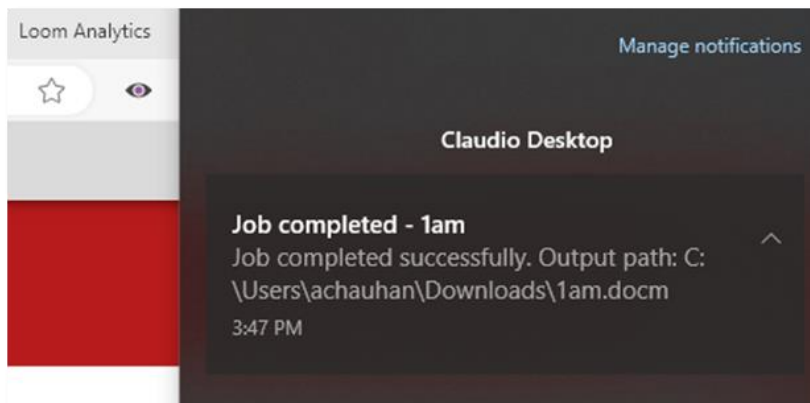 Loom Analytics
Manage notifications
Claudio Desktop
Job completed - 1am
Job completed successfully. Output path: C:
\Users\achauhan\Downloads\1am.docm
3:47 PM